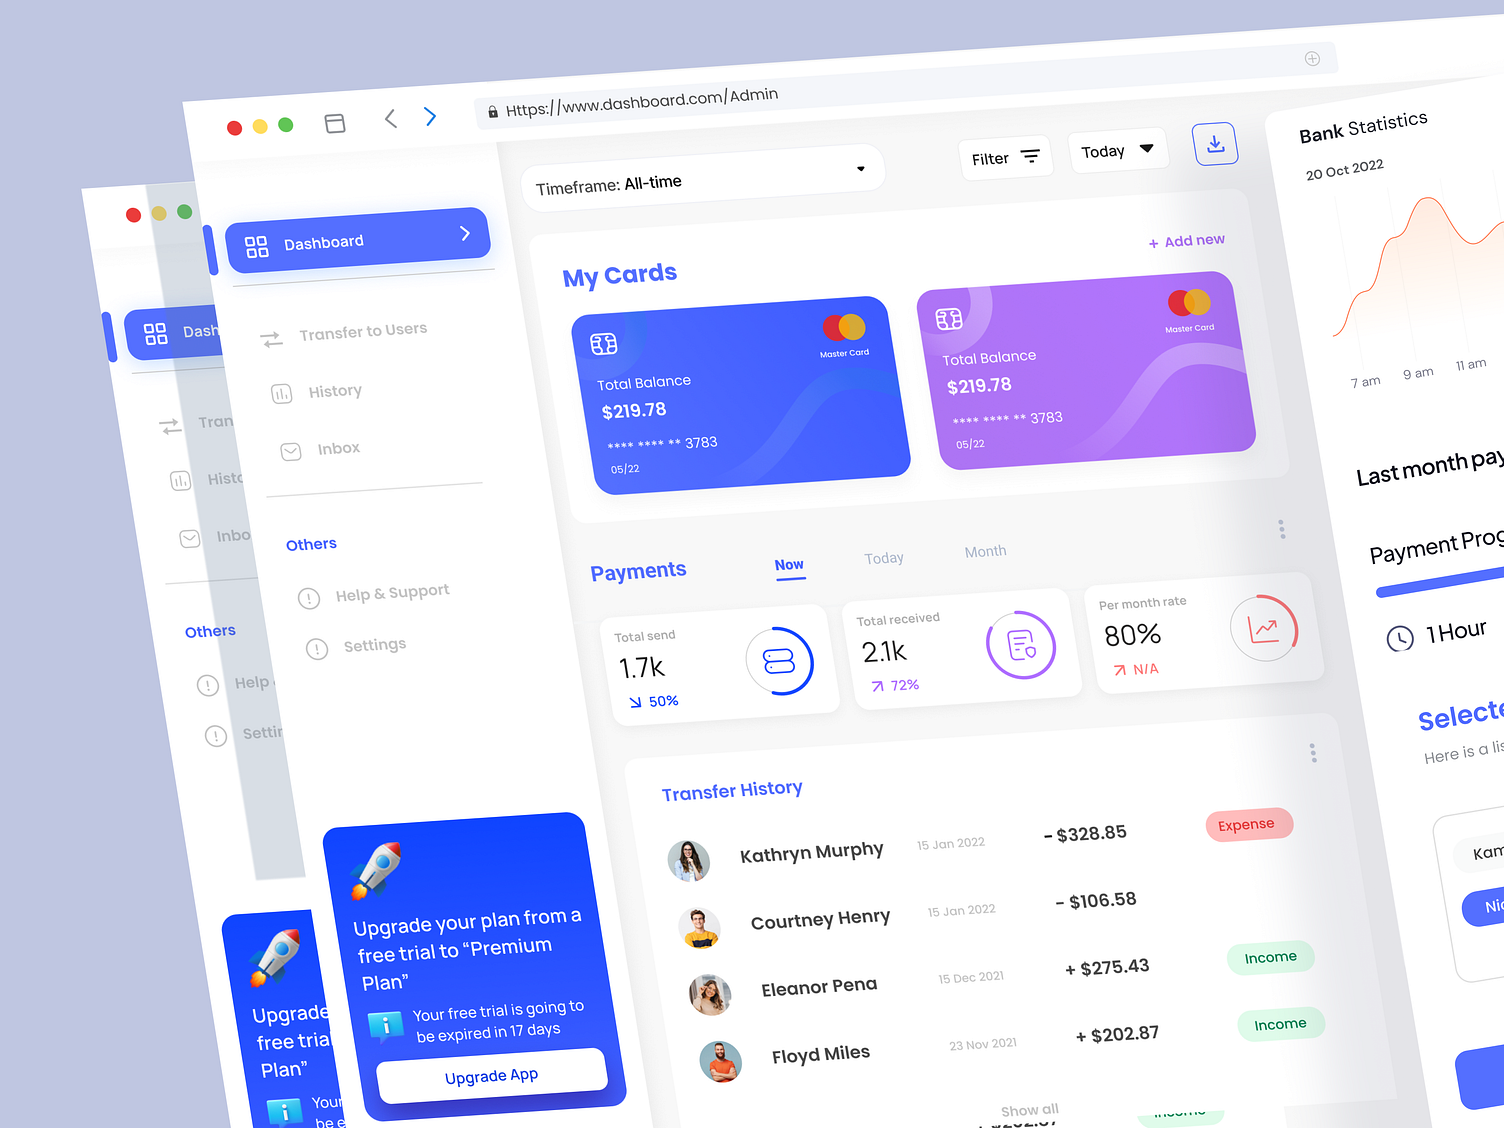 Https://www.dashboard.com/Admin
Timeframe: All-time
Filter
Today
Dashboard
Transfer to Users
History
Inbox
Others
Help & Support
Settings
Upgrade your plan from a
free trial to “Premium
Plan”
Your free trial is going to
be expired in 17 days
Upgrade App
My Cards
+ Add new
Master Card
Total Balance
$219.78
**** **** ** 3783
05/22
Master Card
Total Balance
$219.78
**** **** ** 3783
05/22
Payments
Now
Today
Month
Total send
1.7k
50%
Total received
2.1k
72%
Per month rate
80%
N/A
Transfer History
Kathryn Murphy 15 Jan 2022 - $328.85 Expense
Courtney Henry 15 Jan 2022 - $106.58
Eleanor Pena 15 Dec 2021 + $275.43 Income
Floyd Miles 23 Nov 2021 + $202.87 Income
Show all
Bank Statistics
20 Oct 2022
7 am 9 am 11 am
Last month pay
Payment Prog
1 Hour
Selecte
Here is a lis
Kam
Nic
Dash
Tran
Histo
Inbo
Others
Help
Settin
Upgrade
free trial
Plan”
Your
be e